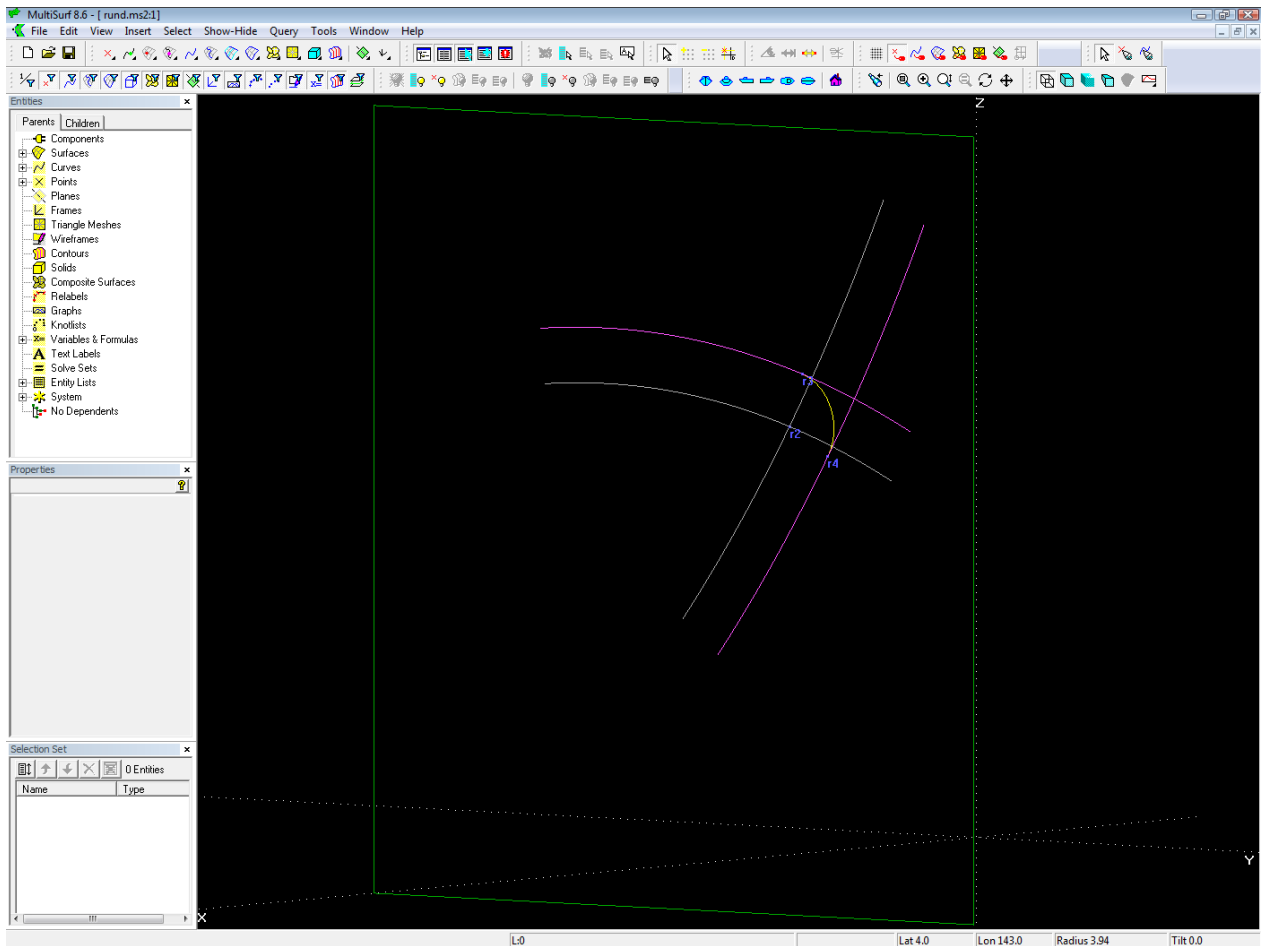 MultiSurf 8.6 - [ rund.ms2:1]
File Edit View Insert Select Show-Hide Query Tools Window Help
Entities
Parents Children
Components
Surfaces
Curves
Points
Planes
Frames
Triangle Meshes
Wireframes
Contours
Solids
Composite Surfaces
Relabels
Graphs
Knotlists
Variables & Formulas
Text Labels
Solve Sets
Entity Lists
System
No Dependents
Properties
Selection Set
0 Entities
Name Type
Z
r3
r2
r4
Y
X
L:0 Lat 4.0 Lon 143.0 Radius 3.94 Tilt 0.0